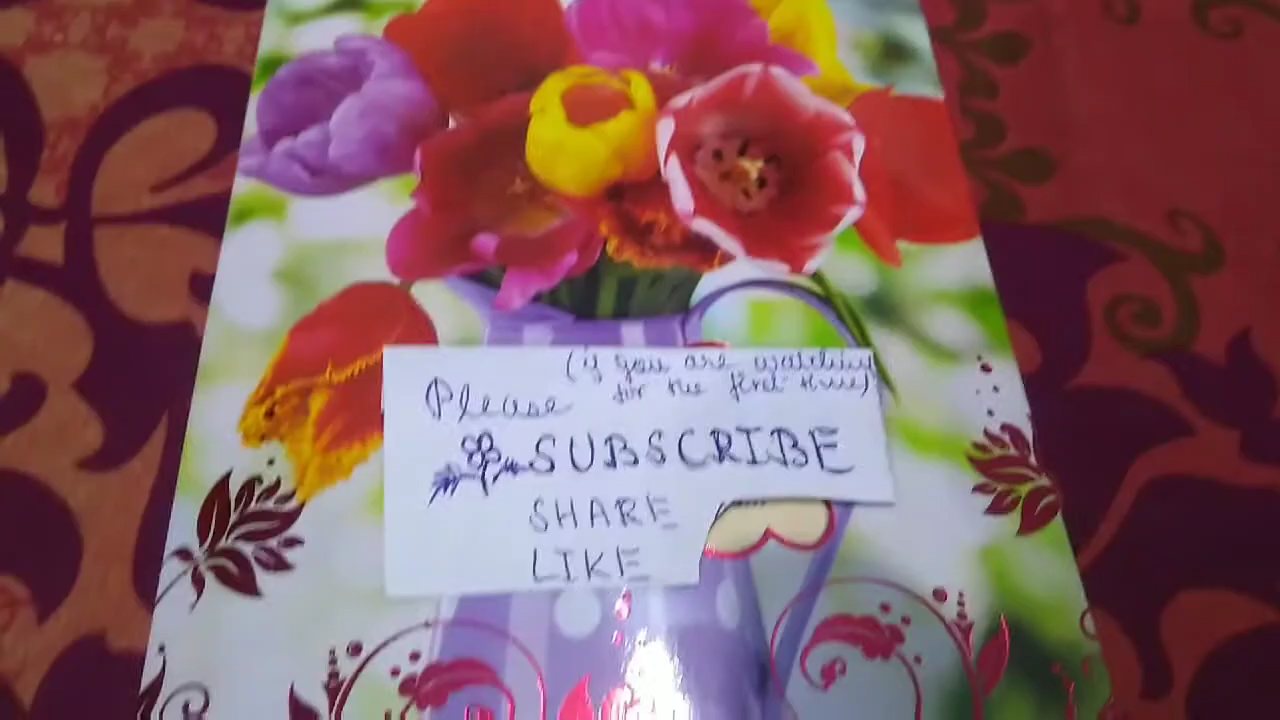 (if you are watching
for the first time)
Please
SUBSCRIBE
SHARE
LIKE